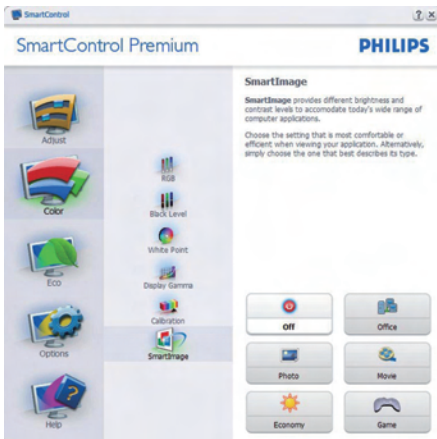 SmartControl
SmartControl Premium
PHILIPS
Adjust
Color
Eco
Options
Help
RGB
Black Level
White Point
Display Gamma
Calibration
SmartImage
SmartImage
SmartImage provides different brightness and
contrast levels to accomodate today's wide range of
computer applications.
Choose the setting that is most comfortable or
efficient when viewing your application. Alternatively,
simply choose the one that best describes its type.
Off
Office
Photo
Movie
Economy
Game